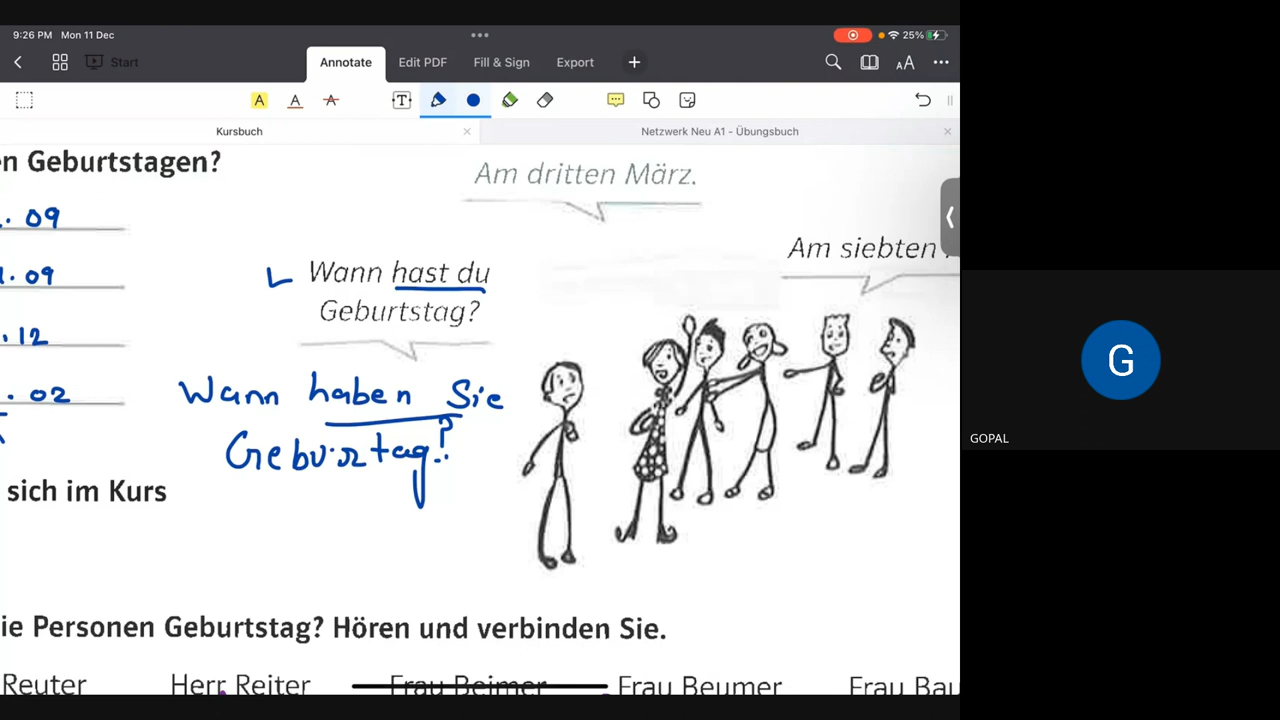 9:26 PM Mon 11 Dec
25%
Start
Annotate
Edit PDF
Fill & Sign
Export
Kursbuch
Netzwerk Neu A1 - Übungsbuch
en Geburtstagen?
Am dritten März.
. 09
Am siebten
Wann hast du
Geburtstag?
. 09
. 12
. 02
Wann haben Sie
Geburtag?
G
GOPAL
sich im Kurs
ie Personen Geburtstag? Hören und verbinden Sie.
Reuter
Herr Reiter
Frau Beimer
Frau Beumer
Frau Bau